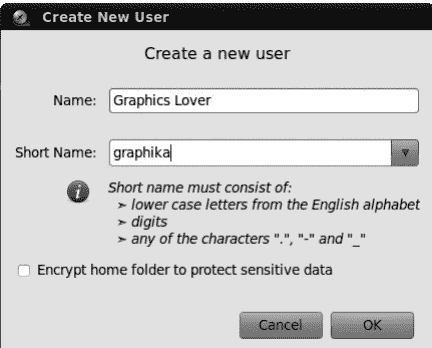 Create New User
Create a new user
Name: Graphics Lover
Short Name: graphika
Short name must consist of:
➣ lower case letters from the English alphabet
➣ digits
➣ any of the characters ".", "-" and "_"
Encrypt home folder to protect sensitive data
Cancel OK